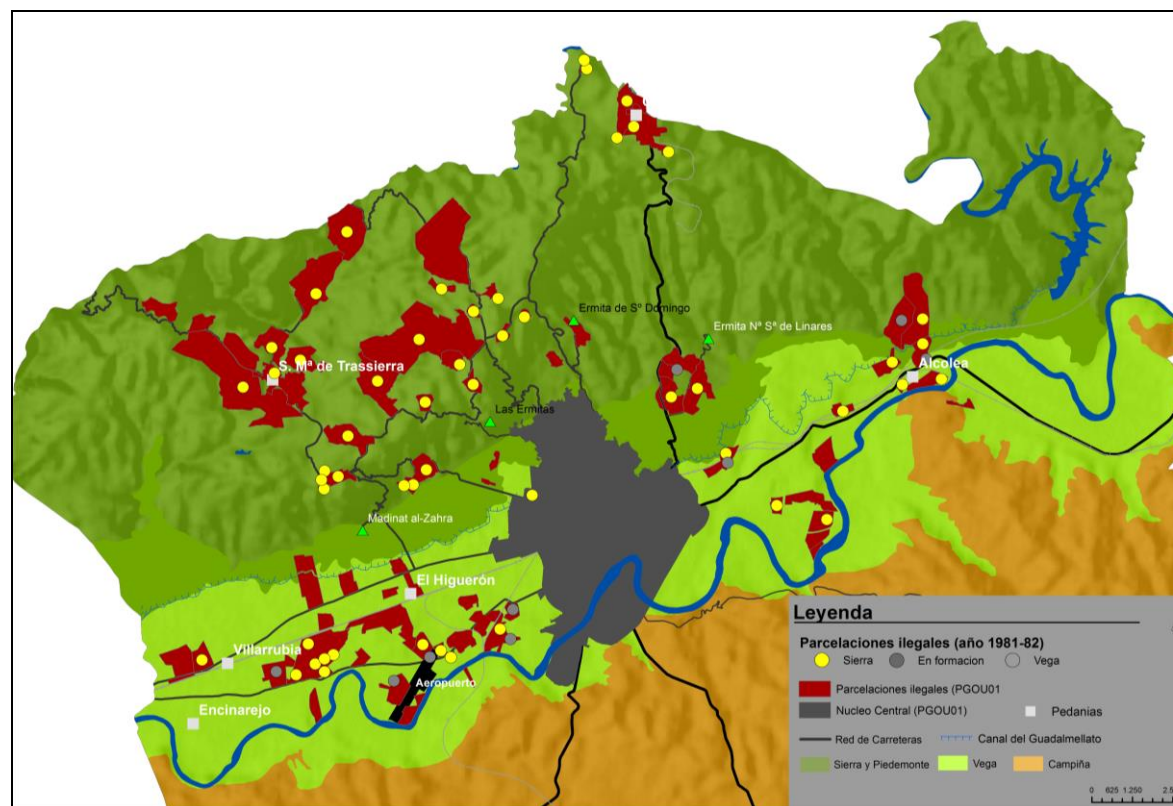 Ermita de Sº Domingo
Ermita Nª Sª de Linares
S. Mª de Trassierra
Alcolea
Las Ermitas
Madinat al-Zahra
El Higuerón
Villarrubia
Aeropuerto
Encinarejo
Leyenda
Parcelaciones ilegales (año 1981-82)
Sierra En formacion Vega
Parcelaciones ilegales (PGOU01
Nucleo Central (PGOU01) Pedanias
Red de Carreteras Canal del Guadalmellato
Sierra y Piedemonte Vega Campiña
0 625 1.250